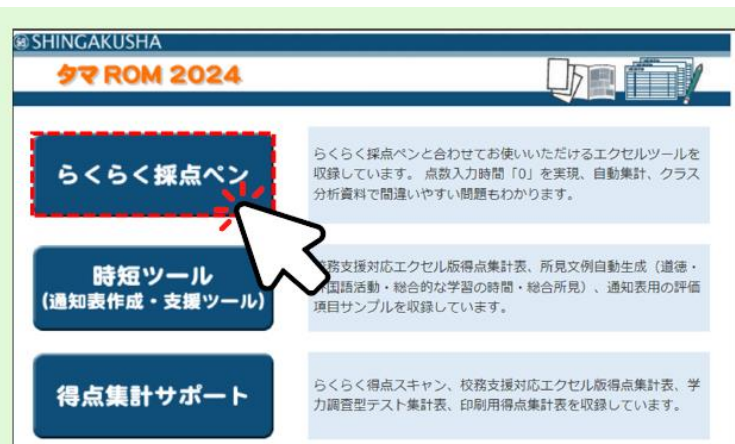 SHINGAKUSHA
タマ ROM 2024
らくらく採点ペン
らくらく採点ペンと合わせてお使いいただけるエクセルツールを
収録しています。 点数入力時間「0」を実現、自動集計、クラス
分析資料で間違いやすい問題もわかります。
時短ツール
(通知表作成・支援ツール)
務支援対応エクセル版得点集計表、所見文例自動生成（道徳・
国語活動・総合的な学習の時間・総合所見）、通知表用の評価
項目サンプルを収録しています。
得点集計サポート
らくらく得点スキャン、校務支援対応エクセル版得点集計表、学
力調査型テスト集計表、印刷用得点集計表を収録しています。